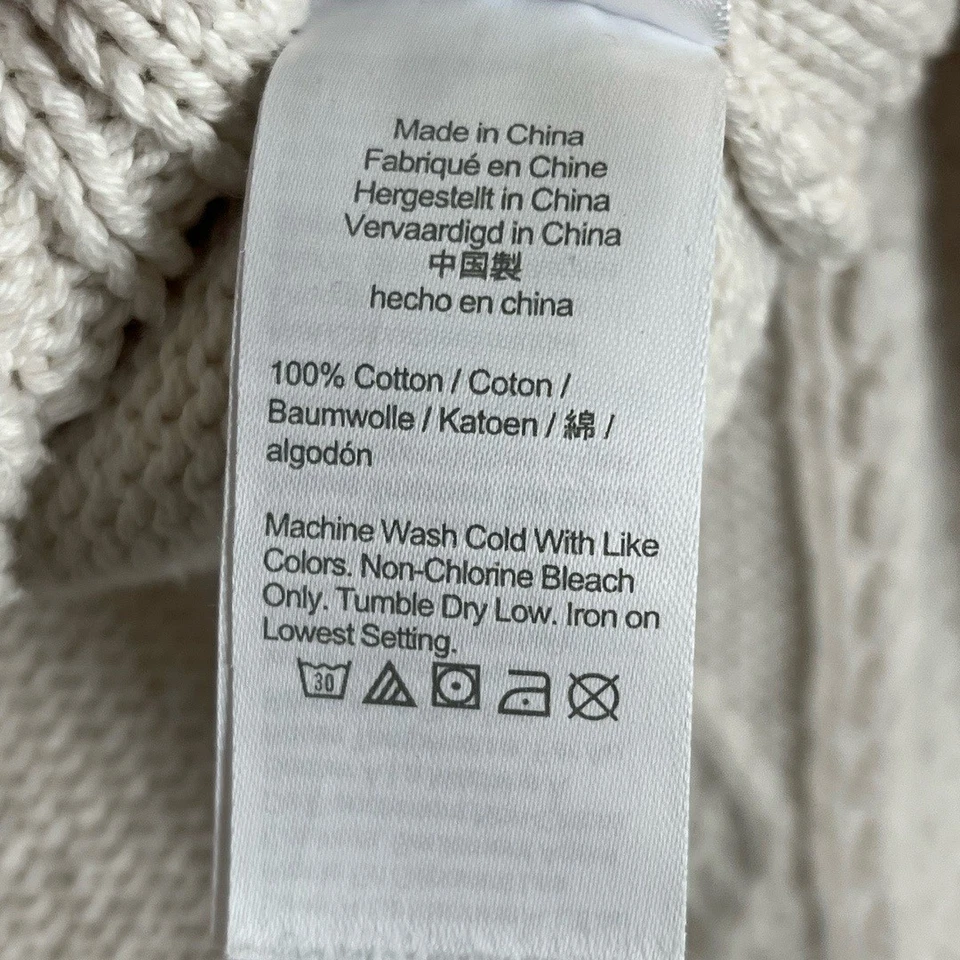 Made in China
Fabriqué en Chine
Hergestellt in China
Vervaardigd in China
中国製
hecho en china
100% Cotton / Coton /
Baumwolle / Katoen / 綿 /
algodón
Machine Wash Cold With Like
Colors. Non-Chlorine Bleach
Only. Tumble Dry Low. Iron on
Lowest Setting.
30